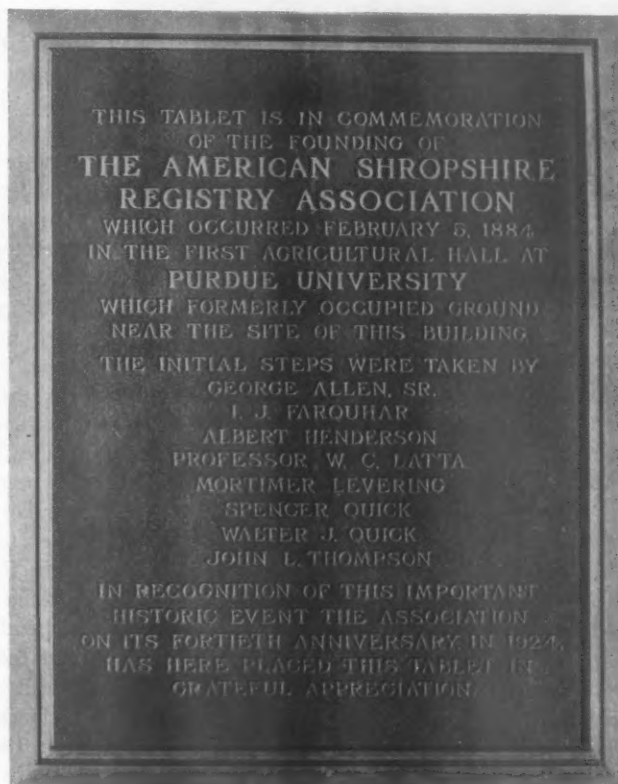 THIS TABLET IS IN COMMEMORATION
OF THE FOUNDING OF
THE AMERICAN SHROPSHIRE
REGISTRY ASSOCIATION
WHICH OCCURRED FEBRUARY 5, 1884
IN THE FIRST AGRICULTURAL HALL AT
PURDUE UNIVERSITY
WHICH FORMERLY OCCUPIED GROUND
NEAR THE SITE OF THIS BUILDING
THE INITIAL STEPS WERE TAKEN BY
GEORGE ALLEN, SR.
I. J. FARQUHAR
ALBERT HENDERSON
PROFESSOR W. C. LATTA
MORTIMER LEVERING
SPENCER QUICK
WALTER J. QUICK
JOHN L. THOMPSON
IN RECOGNITION OF THIS IMPORTANT
HISTORIC EVENT THE ASSOCIATION
ON ITS FORTIETH ANNIVERSARY, IN 1924,
HAS HERE PLACED THIS TABLET IN
GRATEFUL APPRECIATION